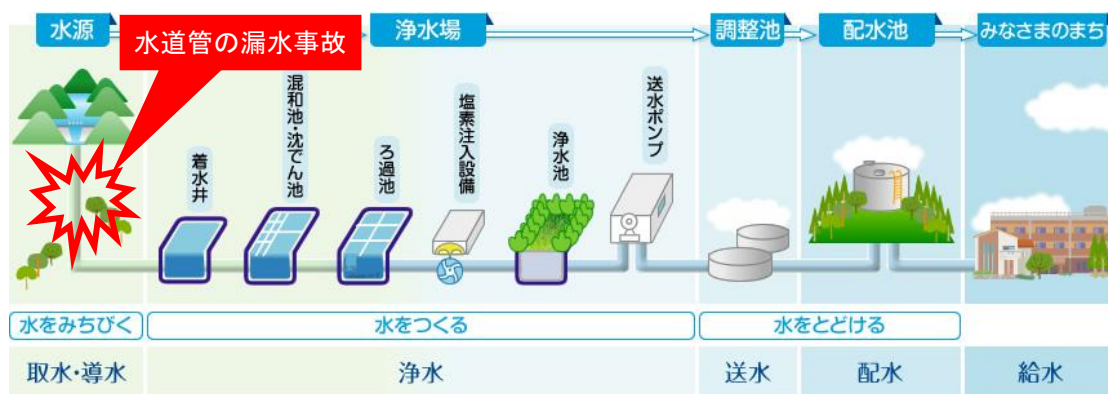 水源
水道管の漏水事故
浄水場
調整池
配水池
みなさまのまち
着水井
混和池・沈でん池
ろ過池
塩素注入設備
浄水池
送水ポンプ
水をみちびく
水をつくる
水をとどける
取水・導水
浄水
送水
配水
給水